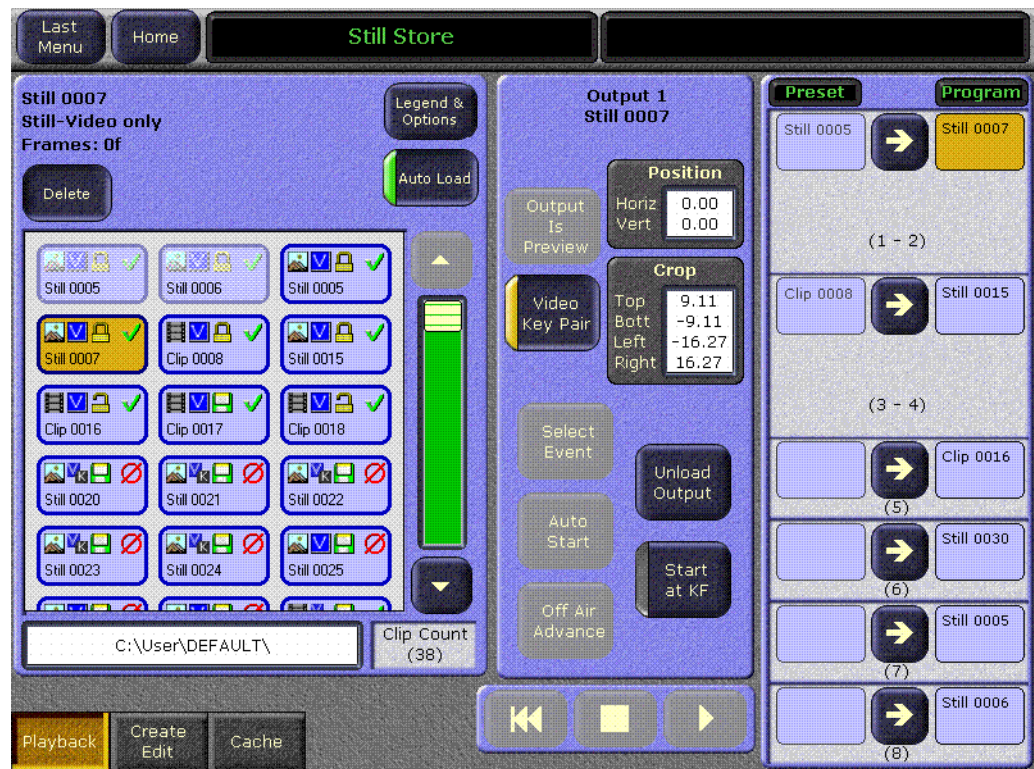 Last
Menu
Home
Still Store
Still 0007
Still-Video only
Frames: 0f
Legend &
Options
Auto Load
Delete
Still 0005
Still 0006
Still 0005
Still 0007
Clip 0008
Still 0015
Clip 0016
Clip 0017
Clip 0018
Still 0020
Still 0021
Still 0022
Still 0023
Still 0024
Still 0025
C:\User\DEFAULT\
Clip Count
(38)
Playback
Create
Edit
Cache
Output 1
Still 0007
Output
Is
Preview
Video
Key Pair
Position
Horiz 0.00
Vert 0.00
Crop
Top 9.11
Bott -9.11
Left -16.27
Right 16.27
Select
Event
Auto
Start
Off Air
Advance
Unload
Output
Start
at KF
Preset
Program
Still 0005
Still 0007
(1 - 2)
Clip 0008
Still 0015
(3 - 4)
Clip 0016
(5)
Still 0030
(6)
Still 0005
(7)
Still 0006
(8)